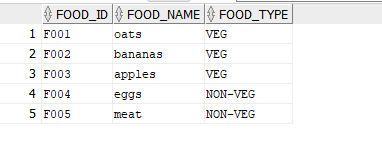 FOOD_ID FOOD_NAME FOOD_TYPE
1 F001 oats VEG
2 F002 bananas VEG
3 F003 apples VEG
4 F004 eggs NON-VEG
5 F005 meat NON-VEG